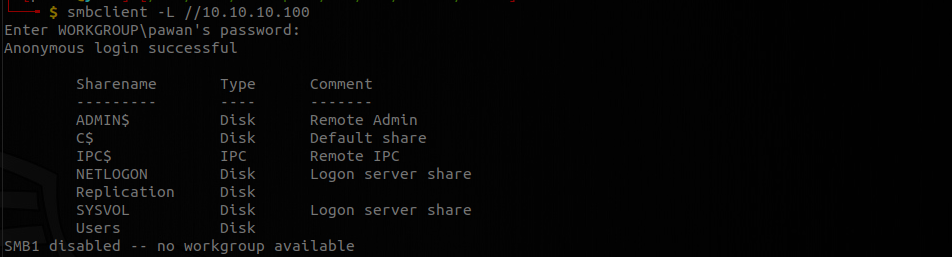 $ smbclient -L //10.10.10.100
Enter WORKGROUP\pawan's password:
Anonymous login successful
Sharename Type Comment
--------- ---- -------
ADMIN$ Disk Remote Admin
C$ Disk Default share
IPC$ IPC Remote IPC
NETLOGON Disk Logon server share
Replication Disk
SYSVOL Disk Logon server share
Users Disk
SMB1 disabled -- no workgroup available